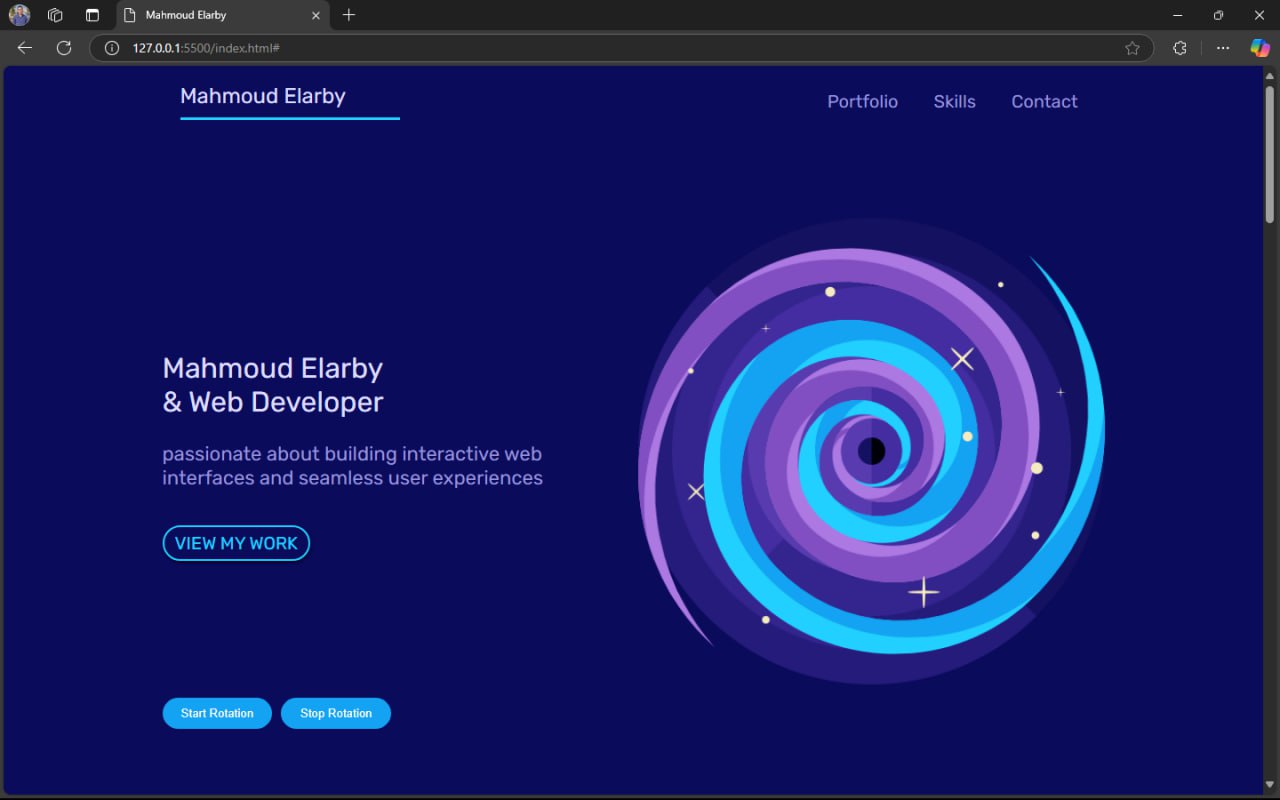 Mahmoud Elarby
127.0.0.1:5500/index.html#
Mahmoud Elarby
Portfolio Skills Contact
Mahmoud Elarby
& Web Developer
passionate about building interactive web
interfaces and seamless user experiences
VIEW MY WORK
Start Rotation Stop Rotation